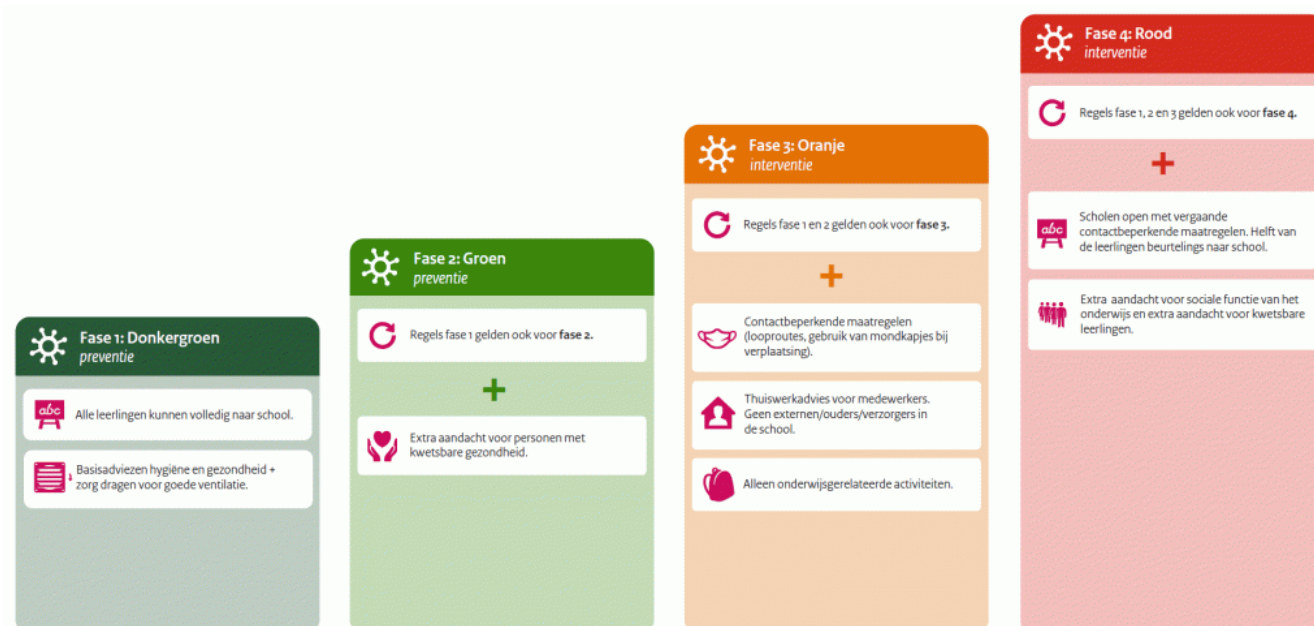 Fase 1: Donkergroen
preventie
abc
Alle leerlingen kunnen volledig naar school.
Basisadviezen hygiëne en gezondheid +
zorg dragen voor goede ventilatie.
Fase 2: Groen
preventie
Regels fase 1 gelden ook voor fase 2.
+
Extra aandacht voor personen met
kwetsbare gezondheid.
Fase 3: Oranje
interventie
Regels fase 1 en 2 gelden ook voor fase 3.
+
Contactbeperkende maatregelen
(looproutes, gebruik van mondkapjes bij
verplaatsing).
Thuiswerkadvies voor medewerkers.
Geen externen/ouders/verzorgers in
de school.
Alleen onderwijsgerelateerde activiteiten.
Fase 4: Rood
interventie
Regels fase 1, 2 en 3 gelden ook voor fase 4.
+
abc
Scholen open met vergaande
contactbeperkende maatregelen. Helft van
de leerlingen beurtelings naar school.
Extra aandacht voor sociale functie van het
onderwijs en extra aandacht voor kwetsbare
leerlingen.